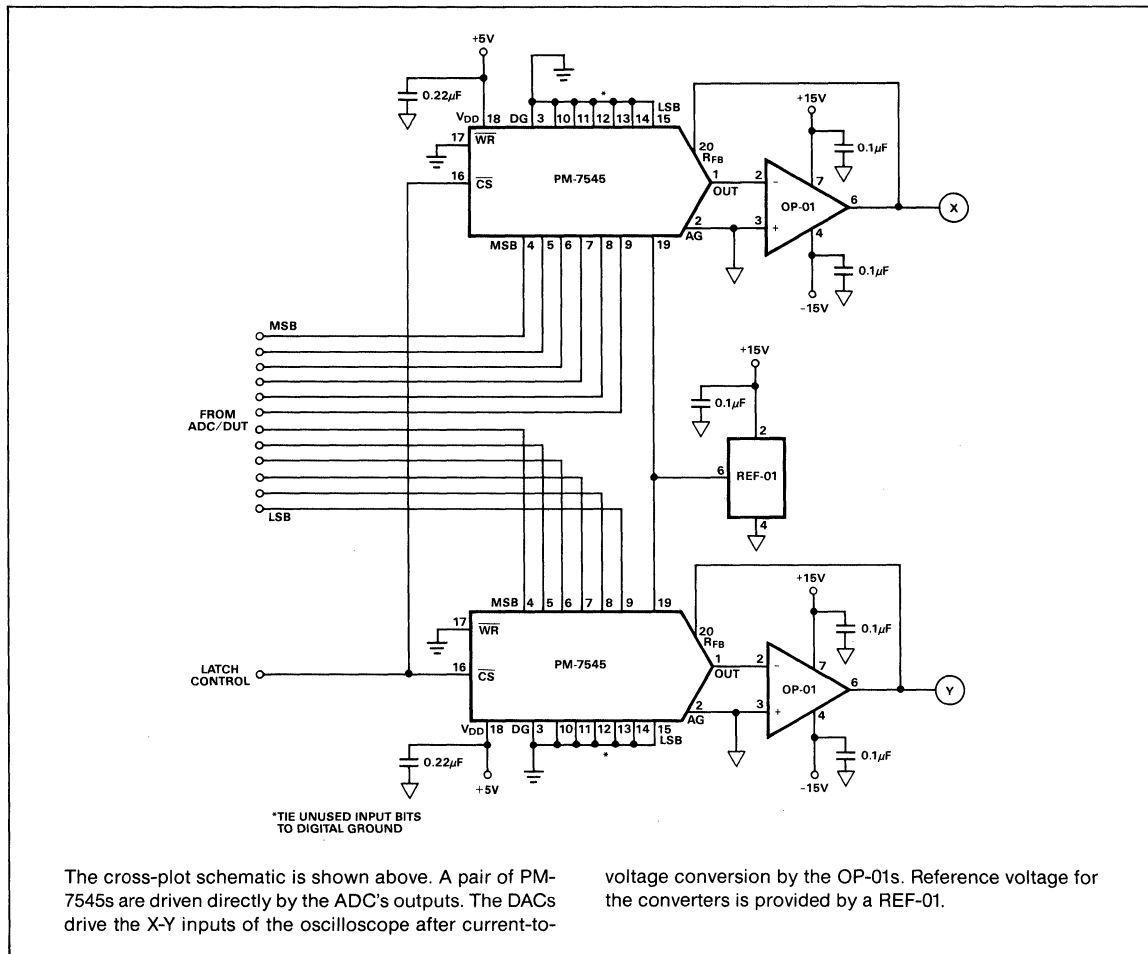 +5V
0.22μF
VDD 18 DG 3 10 11 12 13 14 15 LSB
*
17 WR
16 CS
PM-7545
20 RFB
1 OUT
2 AG
MSB 4 5 6 7 8 9 19
+15V
0.1μF
2 -
7
OP-01
6
3 +
4
0.1μF
-15V
X
MSB
FROM
ADC/DUT
LSB
+15V
0.1μF
2
6 REF-01
4
MSB 4 5 6 7 8 9 19
17 WR
16 CS
PM-7545
20 RFB
1 OUT
2 AG
VDD 18 DG 3 10 11 12 13 14 15 LSB
*
LATCH
CONTROL
0.22μF
+5V
+15V
0.1μF
2 -
7
OP-01
6
3 +
4
0.1μF
-15V
Y
*TIE UNUSED INPUT BITS
TO DIGITAL GROUND
The cross-plot schematic is shown above. A pair of PM-
7545s are driven directly by the ADC's outputs. The DACs
drive the X-Y inputs of the oscilloscope after current-to-
voltage conversion by the OP-01s. Reference voltage for
the converters is provided by a REF-01.